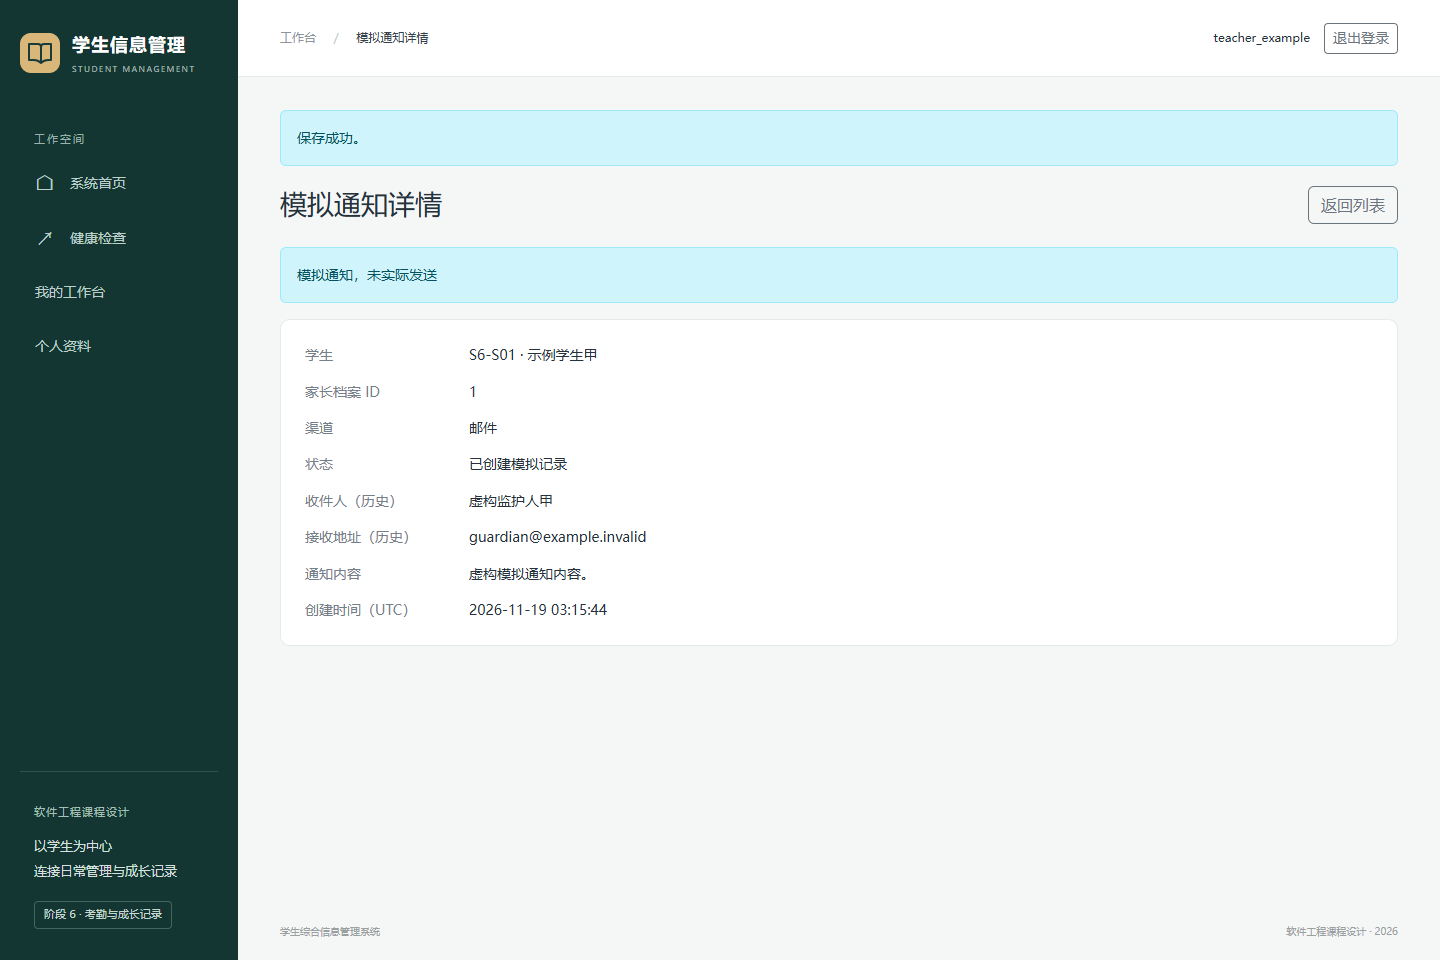 学生信息管理
STUDENT MANAGEMENT
工作空间
系统首页
健康检查
我的工作台
个人资料
软件工程课程设计
以学生为中心
连接日常管理与成长记录
阶段 6 · 考勤与成长记录
工作台 / 模拟通知详情
teacher_example 退出登录
保存成功。
模拟通知详情 返回列表
模拟通知，未实际发送
学生 S6-S01 · 示例学生甲
家长档案 ID 1
渠道 邮件
状态 已创建模拟记录
收件人（历史） 虚构监护人甲
接收地址（历史） guardian@example.invalid
通知内容 虚构模拟通知内容。
创建时间（UTC） 2026-11-19 03:15:44
学生综合信息管理系统 软件工程课程设计 · 2026